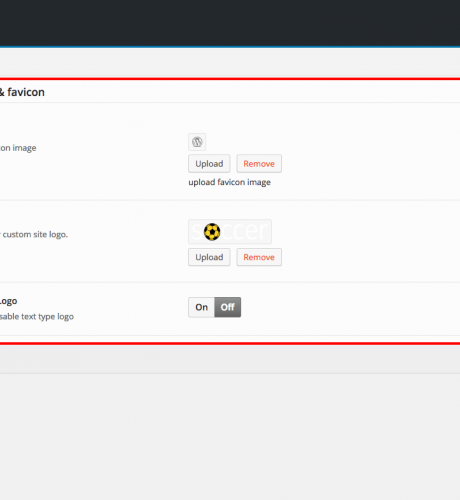 & favicon
con image
Upload Remove
upload favicon image
soccer
custom site logo.
Upload Remove
Logo
On Off
sable text type logo